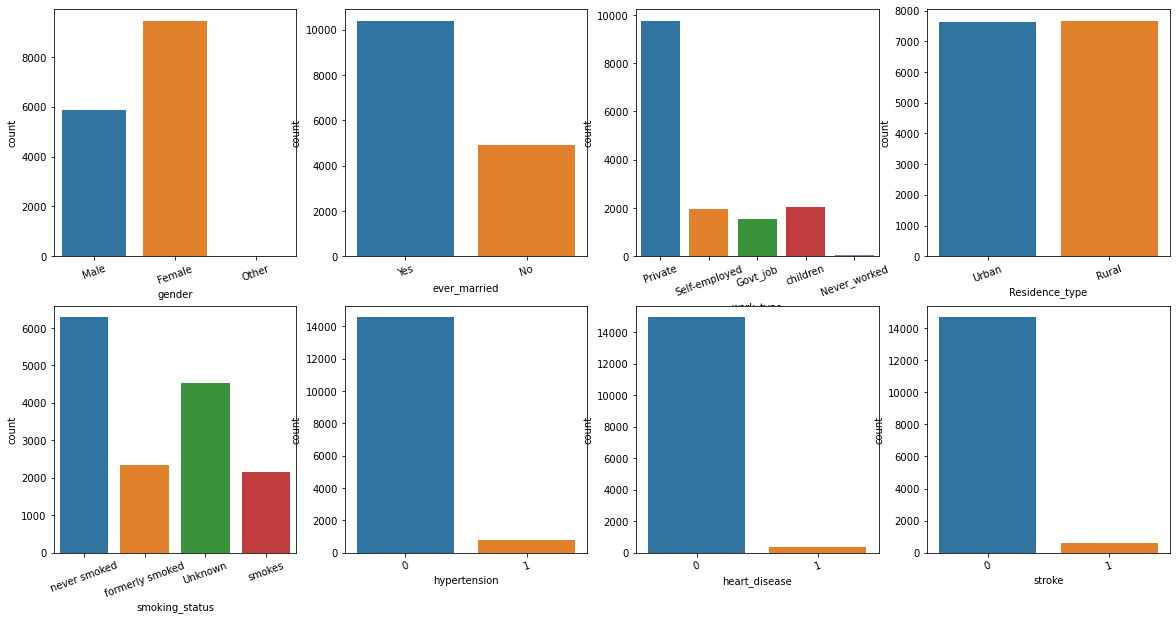 8000
6000
4000
2000
0
count
Male
Female
Other
gender
10000
8000
6000
4000
2000
0
count
Yes
No
ever_married
10000
8000
6000
4000
2000
0
count
Private
Self-employed
Govt_job
children
Never_worked
8000
7000
6000
5000
4000
3000
2000
1000
0
count
Urban
Rural
Residence_type
6000
5000
4000
3000
2000
1000
0
count
never smoked
formerly smoked
Unknown
smokes
smoking_status
14000
12000
10000
8000
6000
4000
2000
0
count
0
1
hypertension
14000
12000
10000
8000
6000
4000
2000
0
count
0
1
heart_disease
14000
12000
10000
8000
6000
4000
2000
0
count
0
1
stroke